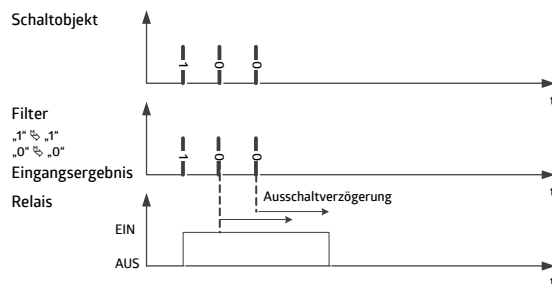 Schaltobjekt
1 0 0
t
Filter
„1“ ⮱ „1“
„0“ ⮱ „0“
Eingangsergebnis
1 0 0
t
Relais
Ausschaltverzögerung
EIN
AUS
t